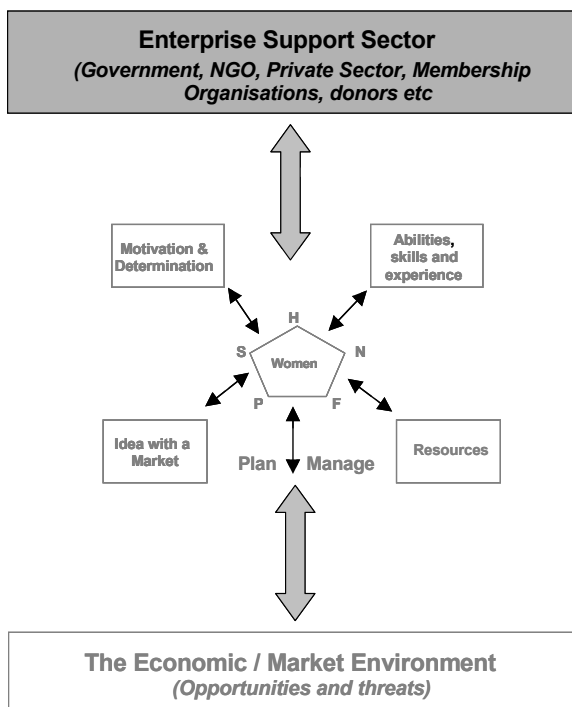 Enterprise Support Sector
(Government, NGO, Private Sector, Membership
Organisations, donors etc
Motivation &
Determination
Abilities,
skills and
experience
H
S
N
Women
P
F
Idea with a
Market
Plan
Manage
Resources
The Economic / Market Environment
(Opportunities and threats)